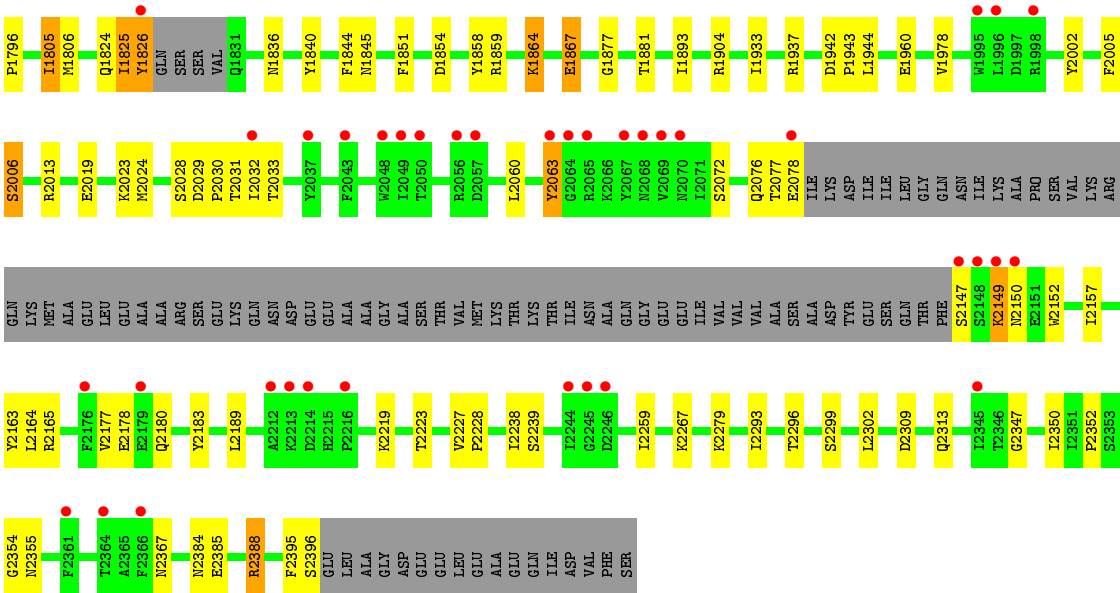 P1796 I1805 M1806 Q1824 I1825 Y1826 GLN SER SER VAL Q1831 N1836 Y1840 F1844 N1845 F1851 D1854 Y1858 R1859 K1864 E1867 G1877 T1881 I1893 R1904 I1933 R1937 D1942 P1943 L1944 E1960 V1978 W1995 L1996 D1997 R1998 Y2002 F2005
S2006 R2013 E2019 K2023 M2024 S2028 D2029 P2030 T2031 I2032 T2033 Y2037 F2043 W2048 I2049 T2050 R2056 D2057 L2060 Y2063 G2064 R2065 K2066 Y2067 N2068 V2069 N2070 I2071 S2072 Q2076 T2077 E2078 ILE LYS ASP ILE ILE LEU GLY GLN ASN ILE LYS ALA PRO SER VAL LYS ARG
GLN LYS MET ALA GLU LEU GLU ALA ALA ARG SER GLU LYS GLN ASN ASP GLU GLU ALA ALA GLY ALA SER THR VAL MET LYS THR LYS THR ILE ASN ALA GLN GLY GLU GLU ILE VAL VAL VAL ALA SER ALA ASP TYR GLU SER GLN THR PHE S2147 S2148 K2149 N2150 E2151 W2152 I2157
Y2163 L2164 R2165 F2176 V2177 E2178 E2179 Q2180 Y2183 L2189 A2212 K2213 D2214 H2215 P2216 K2219 T2223 V2227 P2228 I2238 S2239 I2244 G2245 D2246 I2259 K2267 K2279 I2293 T2296 S2299 L2302 D2309 Q2313 I2345 T2346 G2347 I2350 I2351 P2352 S2353
G2354 N2355 F2361 T2364 A2365 F2366 N2367 N2384 E2385 R2388 F2395 S2396 GLU LEU ALA GLY ASP GLU GLU LEU GLU ALA GLU GLN ILE ASP VAL PHE SER